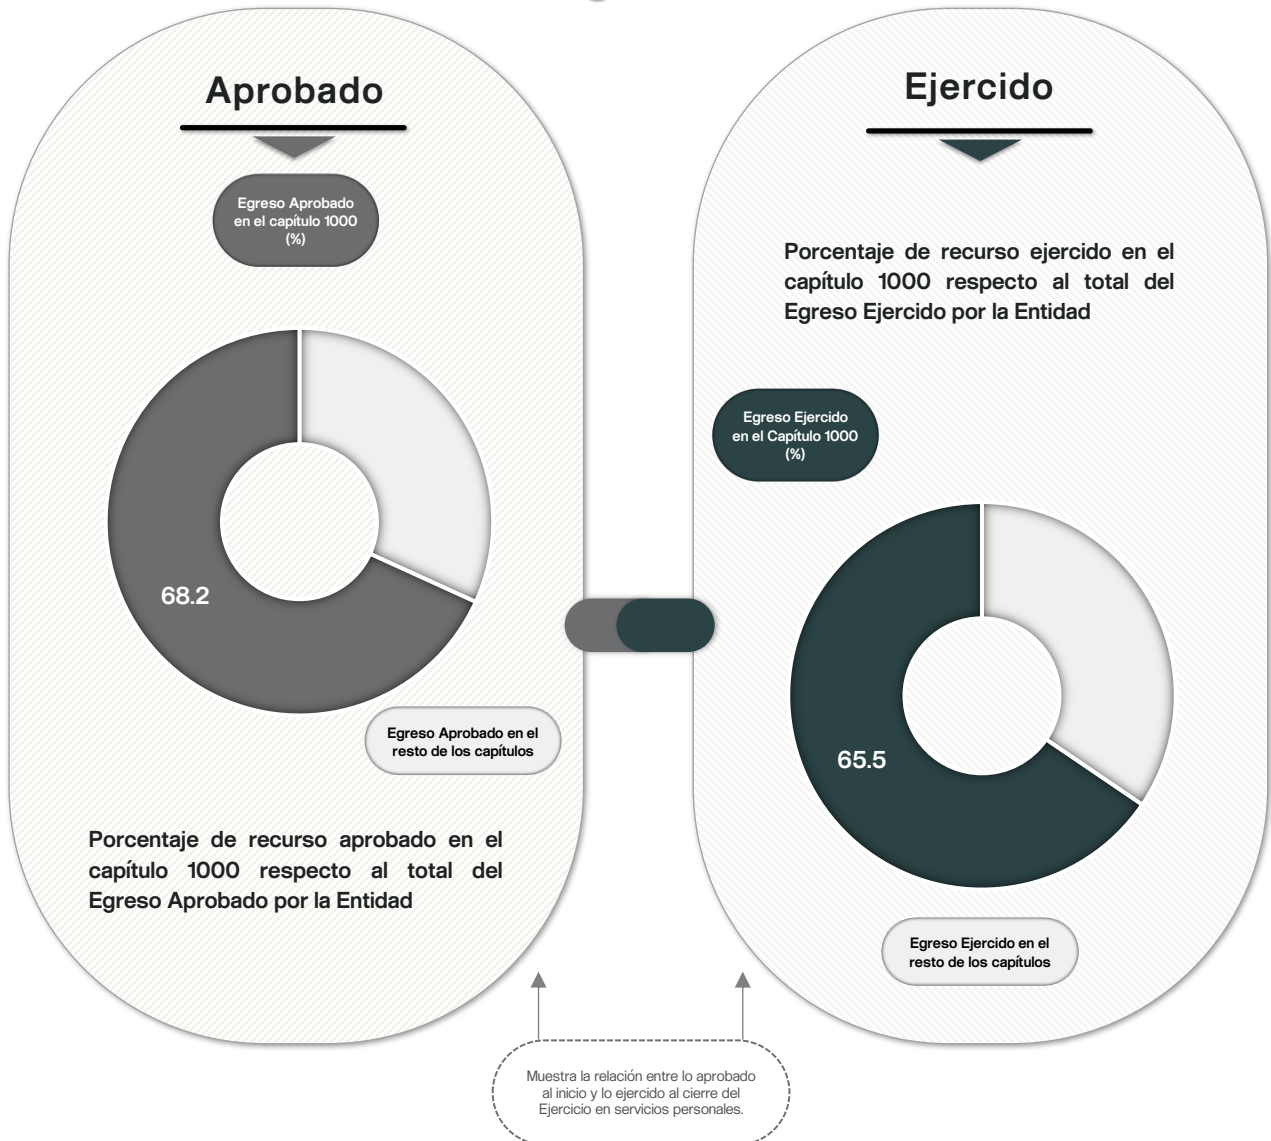 Aprobado
Egreso Aprobado
en el capítulo 1000
(%)
68.2
Egreso Aprobado en el
resto de los capítulos
Porcentaje de recurso aprobado en el
capítulo 1000 respecto al total del
Egreso Aprobado por la Entidad
Ejercido
Porcentaje de recurso ejercido en el
capítulo 1000 respecto al total del
Egreso Ejercido por la Entidad
Egreso Ejercido
en el Capítulo 1000
(%)
65.5
Egreso Ejercido en el
resto de los capítulos
Muestra la relación entre lo aprobado
al inicio y lo ejercido al cierre del
Ejercicio en servicios personales.